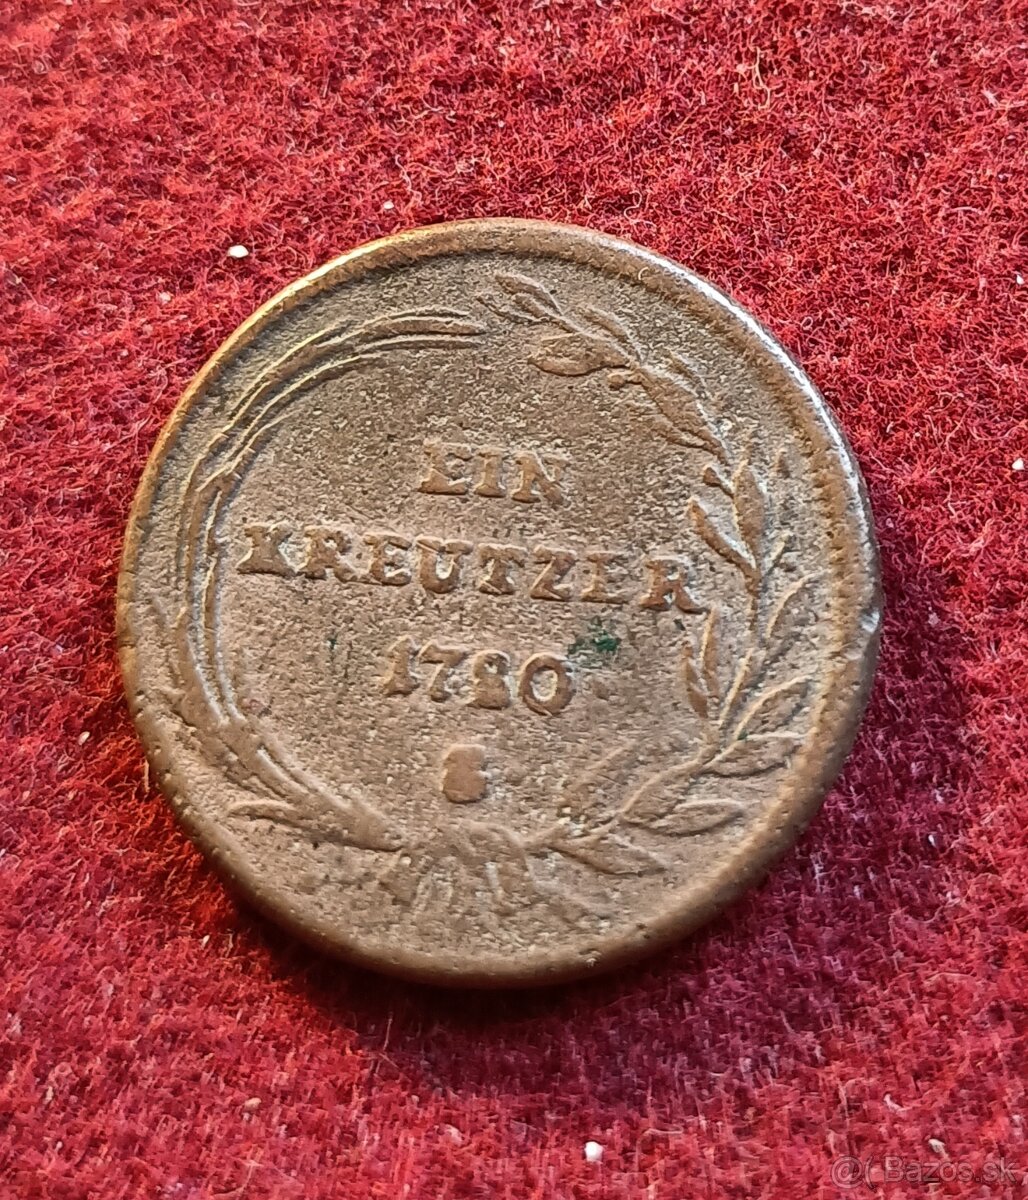 EIN
KREUTZER
1780
S
@( Bazos.sk